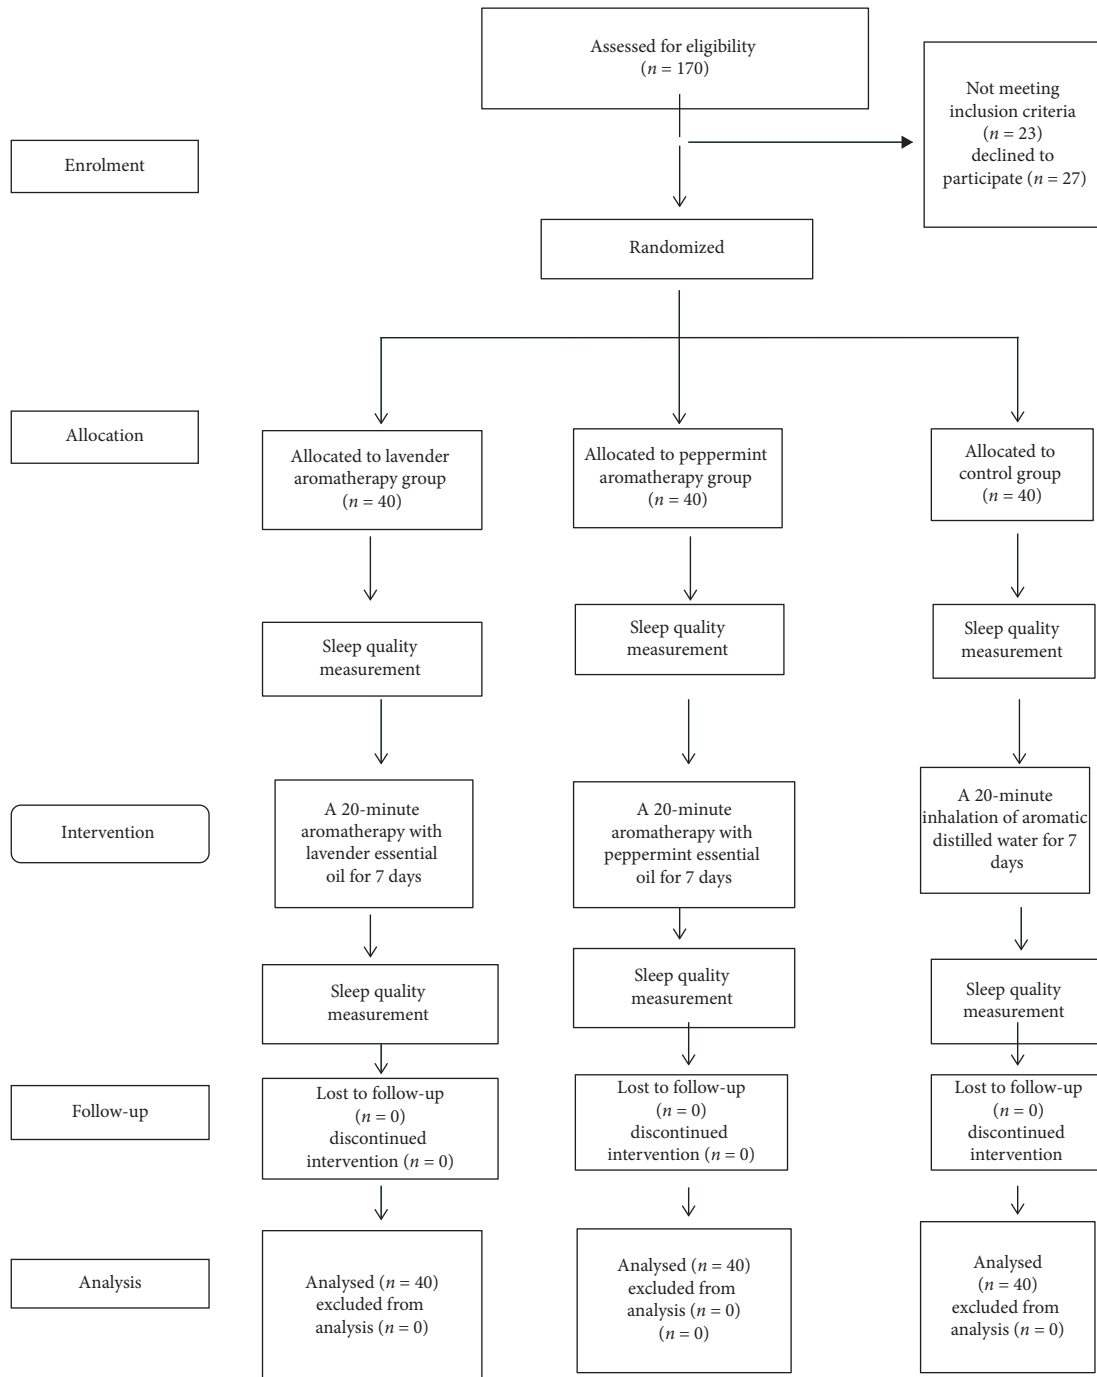 Assessed for eligibility
(n = 170)
Not meeting
inclusion criteria
(n = 23)
declined to
participate (n = 27)
Enrolment
Randomized
Allocation
Allocated to lavender
aromatherapy group
(n = 40)
Allocated to peppermint
aromatherapy group
(n = 40)
Allocated to
control group
(n = 40)
Sleep quality
measurement
Sleep quality
measurement
Sleep quality
measurement
Intervention
A 20-minute
aromatherapy with
lavender essential
oil for 7 days
A 20-minute
aromatherapy with
peppermint essential
oil for 7 days
A 20-minute
inhalation of aromatic
distilled water for 7
days
Sleep quality
measurement
Sleep quality
measurement
Sleep quality
measurement
Follow-up
Lost to follow-up
(n = 0)
discontinued
intervention (n = 0)
Lost to follow-up
(n = 0)
discontinued
intervention (n = 0)
Lost to follow-up
(n = 0)
discontinued
intervention
Analysis
Analysed (n = 40)
excluded from
analysis (n = 0)
Analysed (n = 40)
excluded from
analysis (n = 0)
(n = 0)
Analysed
(n = 40)
excluded from
analysis (n = 0)